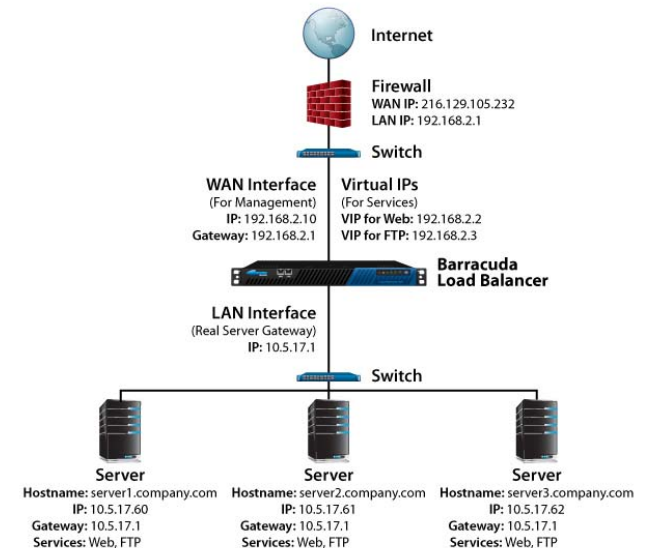 Internet
Firewall
WAN IP: 216.129.105.232
LAN IP: 192.168.2.1
Switch
WAN Interface
(For Management)
IP: 192.168.2.10
Gateway: 192.168.2.1
Virtual IPs
(For Services)
VIP for Web: 192.168.2.2
VIP for FTP: 192.168.2.3
Barracuda
Load Balancer
LAN Interface
(Real Server Gateway)
IP: 10.5.17.1
Switch
Server
Hostname: server1.company.com
IP: 10.5.17.60
Gateway: 10.5.17.1
Services: Web, FTP
Server
Hostname: server2.company.com
IP: 10.5.17.61
Gateway: 10.5.17.1
Services: Web, FTP
Server
Hostname: server3.company.com
IP: 10.5.17.62
Gateway: 10.5.17.1
Services: Web, FTP